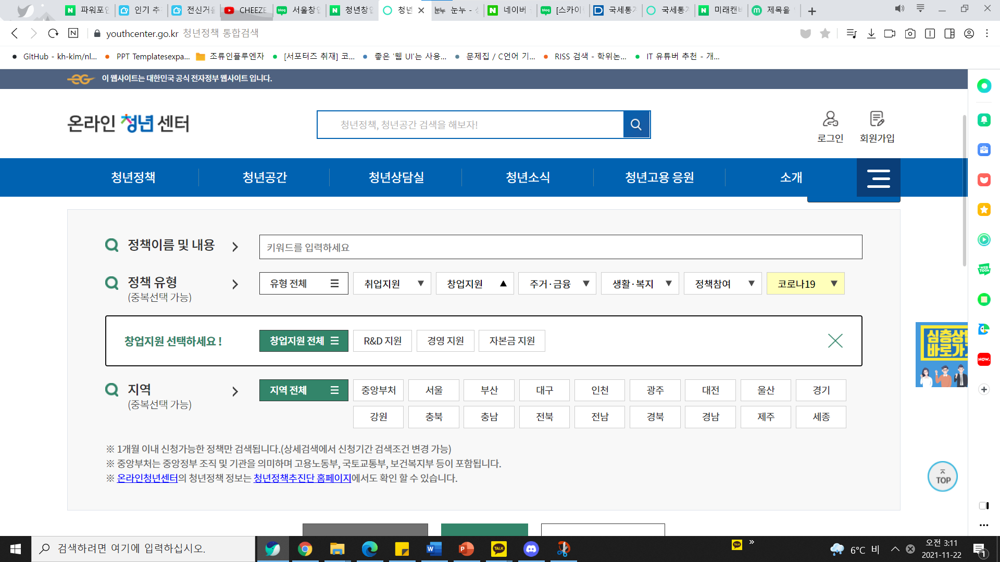 파워포인
인기 추
전신거울
CHEEZE
서울창업
청년창업
청년
눈누 - 상
네이버
[스카이
국세통계
국세통계
미래캔버
제목을
youthcenter.go.kr 청년정책 통합검색
GitHub - kh-kim/nl...
PPT Templatesexpa...
조류인플루엔자
[서포터즈 취재] 코...
좋은 '웹 UI'는 사용...
문제집 / C언어 기...
RISS 검색 - 학위논...
IT 유튜버 추천 - 개...
이 웹사이트는 대한민국 공식 전자정부 웹사이트 입니다.
온라인 청년 센터
청년정책, 청년공간 검색을 해보자!
로그인
회원가입
청년정책
청년공간
청년상담실
청년소식
청년고용 응원
소개
정책이름 및 내용
키워드를 입력하세요
정책 유형
(중복선택 가능)
유형 전체
취업지원 ▼
창업지원 ▲
주거·금융 ▼
생활·복지 ▼
정책참여 ▼
코로나19 ▼
창업지원 선택하세요 !
창업지원 전체
R&D 지원
경영 지원
자본금 지원
심층상담
바로가기
지역
(중복선택 가능)
지역 전체
중앙부처 서울 부산 대구 인천 광주 대전 울산 경기
강원 충북 충남 전북 전남 경북 경남 제주 세종
※ 1개월 이내 신청가능한 정책만 검색됩니다.(상세검색에서 신청기간 검색조건 변경 가능)
※ 중앙부처는 중앙정부 조직 및 기관을 의미하며 고용노동부, 국토교통부, 보건복지부 등이 포함됩니다.
※ 온라인청년센터의 청년정책 정보는 청년정책추진단 홈페이지에서도 확인 할 수 있습니다.
TOP
WEB
TOON
NOW.
검색하려면 여기에 입력하십시오.
TALK
6°C 비
오전 3:11
2021-11-22
1